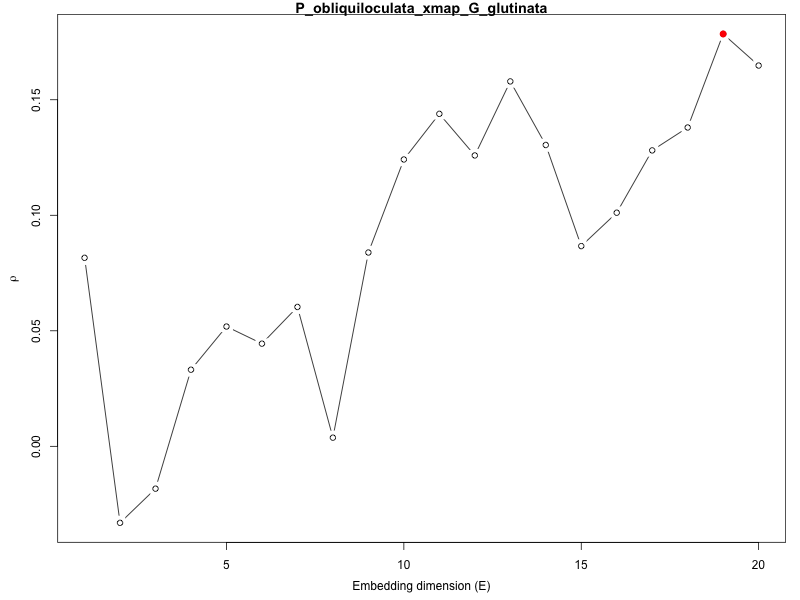 P_obliquiloculata_xmap_G_glutinata
0.15
0.10
0.05
0.00
ρ
5
10
15
20
Embedding dimension (E)